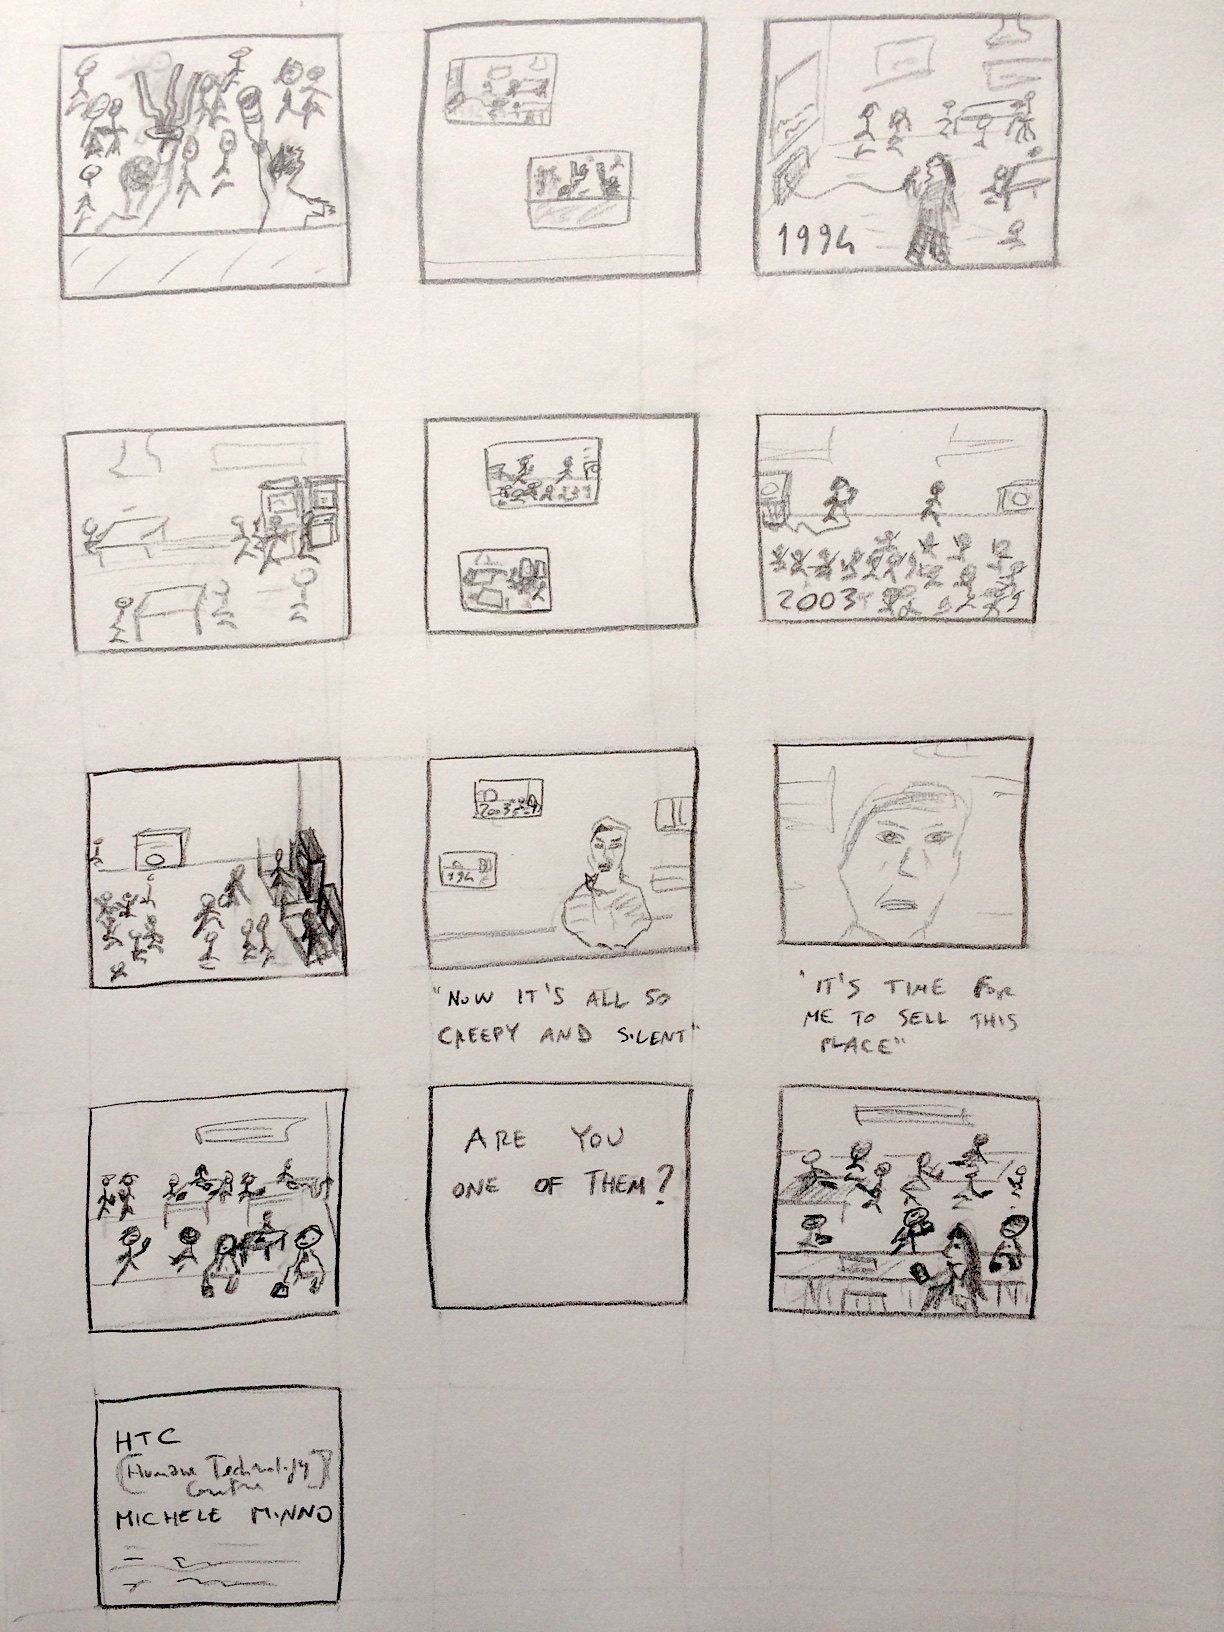 1994
2003
2003
1994
"NOW IT'S ALL SO
CREEPY AND SILENT"
"IT'S TIME FOR
ME TO SELL THIS
PLACE"
ARE YOU
ONE OF THEM?
HTC
(Humane Technology
Centre
MICHELE MINNO